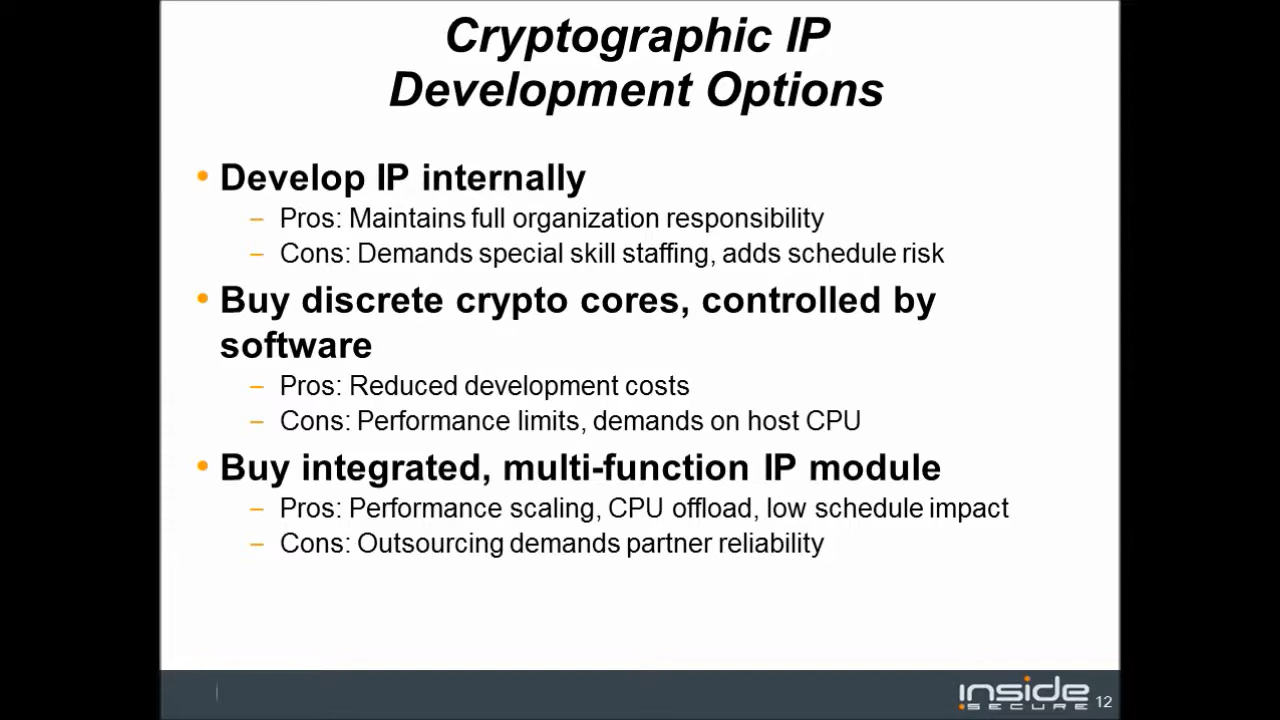 Cryptographic IP
Development Options
• Develop IP internally
– Pros: Maintains full organization responsibility
– Cons: Demands special skill staffing, adds schedule risk
• Buy discrete crypto cores, controlled by
software
– Pros: Reduced development costs
– Cons: Performance limits, demands on host CPU
• Buy integrated, multi-function IP module
– Pros: Performance scaling, CPU offload, low schedule impact
– Cons: Outsourcing demands partner reliability
inside
SECURE
12